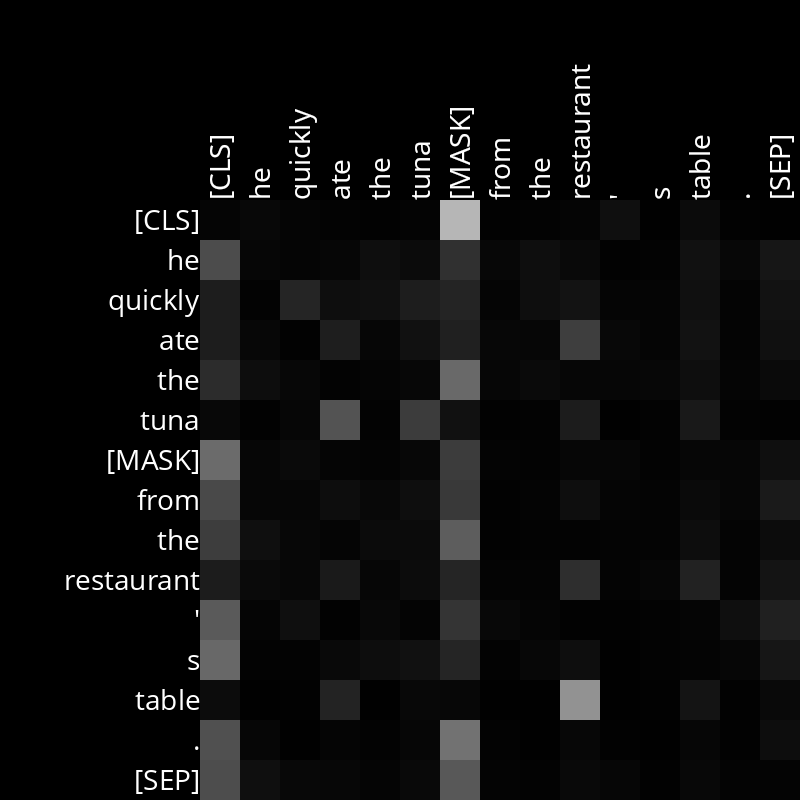 [CLS] he quickly ate the tuna [MASK] from the restaurant ' s table . [SEP]
[CLS]
he
quickly
ate
the
tuna
[MASK]
from
the
restaurant
'
s
table
.
[SEP]